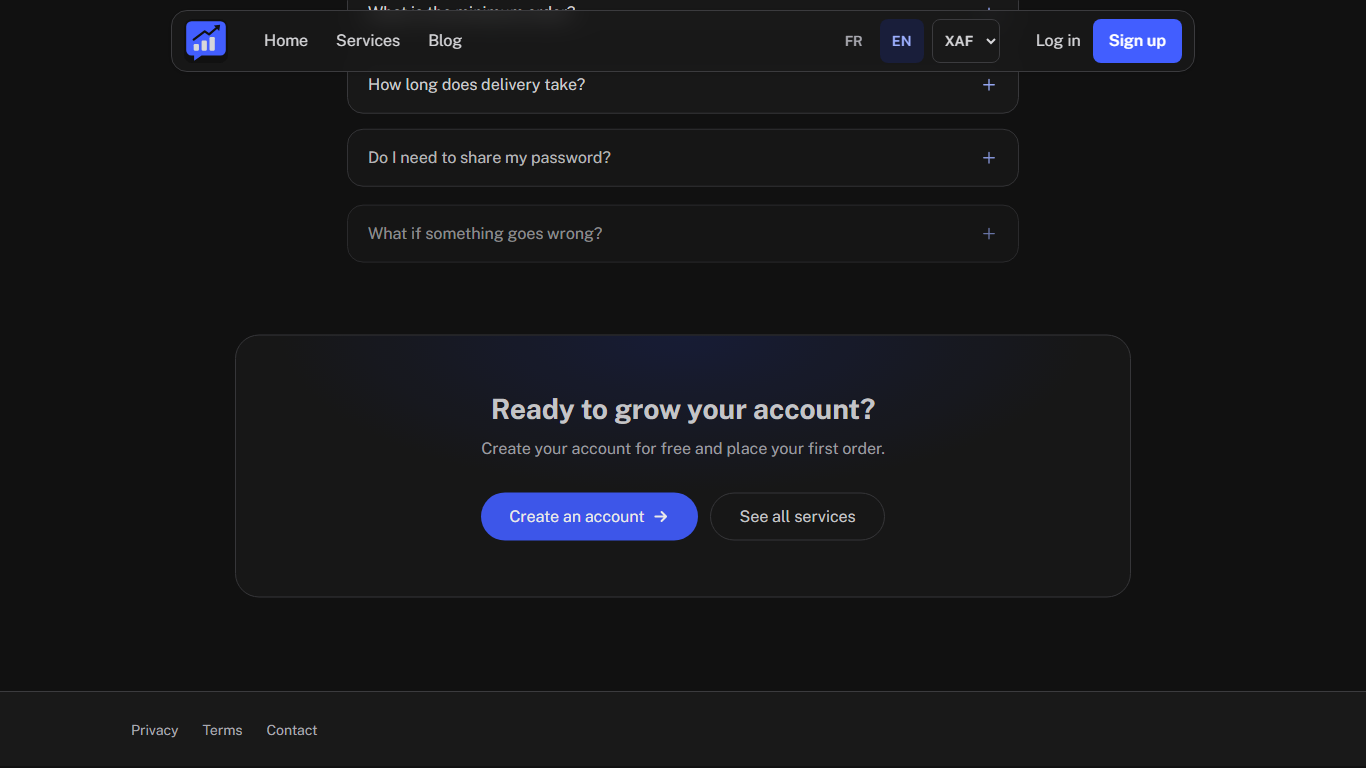 Home Services Blog FR EN XAF Log in Sign up
How long does delivery take?
Do I need to share my password?
What if something goes wrong?
Ready to grow your account?
Create your account for free and place your first order.
Create an account → See all services
Privacy Terms Contact